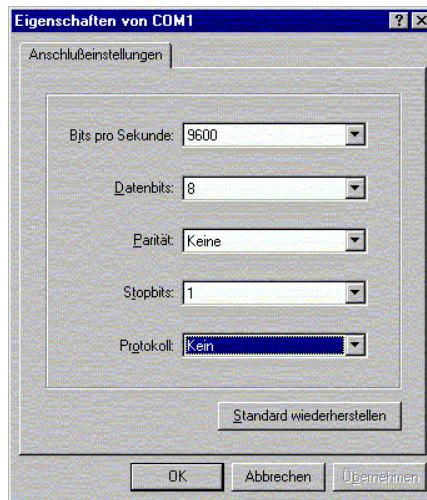 Eigenschaften von COM1
Anschlußeinstellungen
Bits pro Sekunde: 9600
Datenbits: 8
Parität: Keine
Stopbits: 1
Protokoll: Kein
Standard wiederherstellen
OK Abbrechen Übernehmen